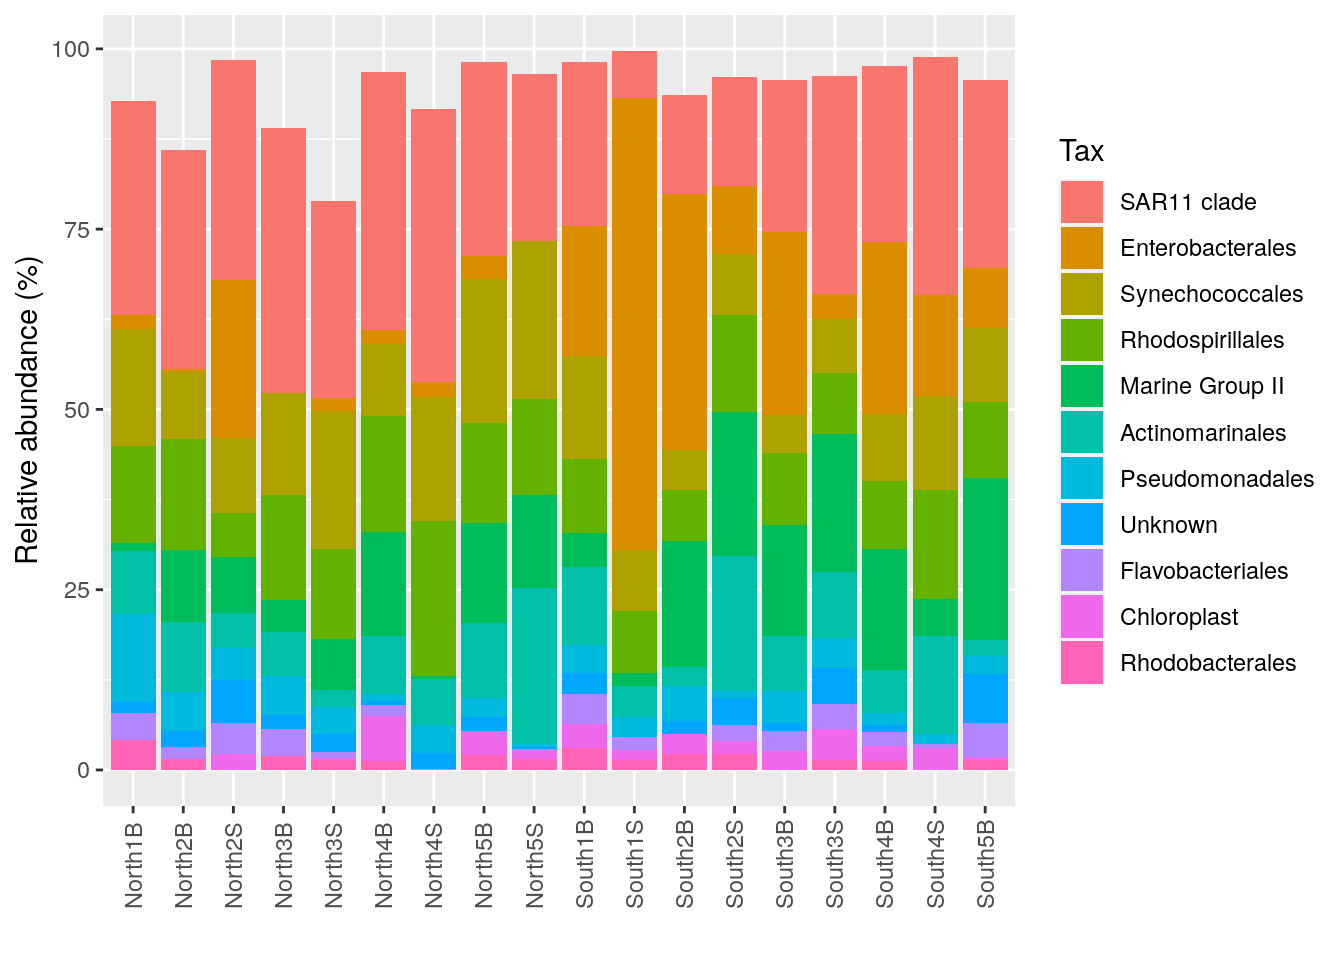 Relative abundance (%)
100
75
50
25
0
North1B
North2B
North2S
North3B
North3S
North4B
North4S
North5B
North5S
South1B
South1S
South2B
South2S
South3B
South3S
South4B
South4S
South5B
Tax
SAR11 clade
Enterobacterales
Synechococcales
Rhodospirillales
Marine Group II
Actinomarinales
Pseudomonadales
Unknown
Flavobacteriales
Chloroplast
Rhodobacterales